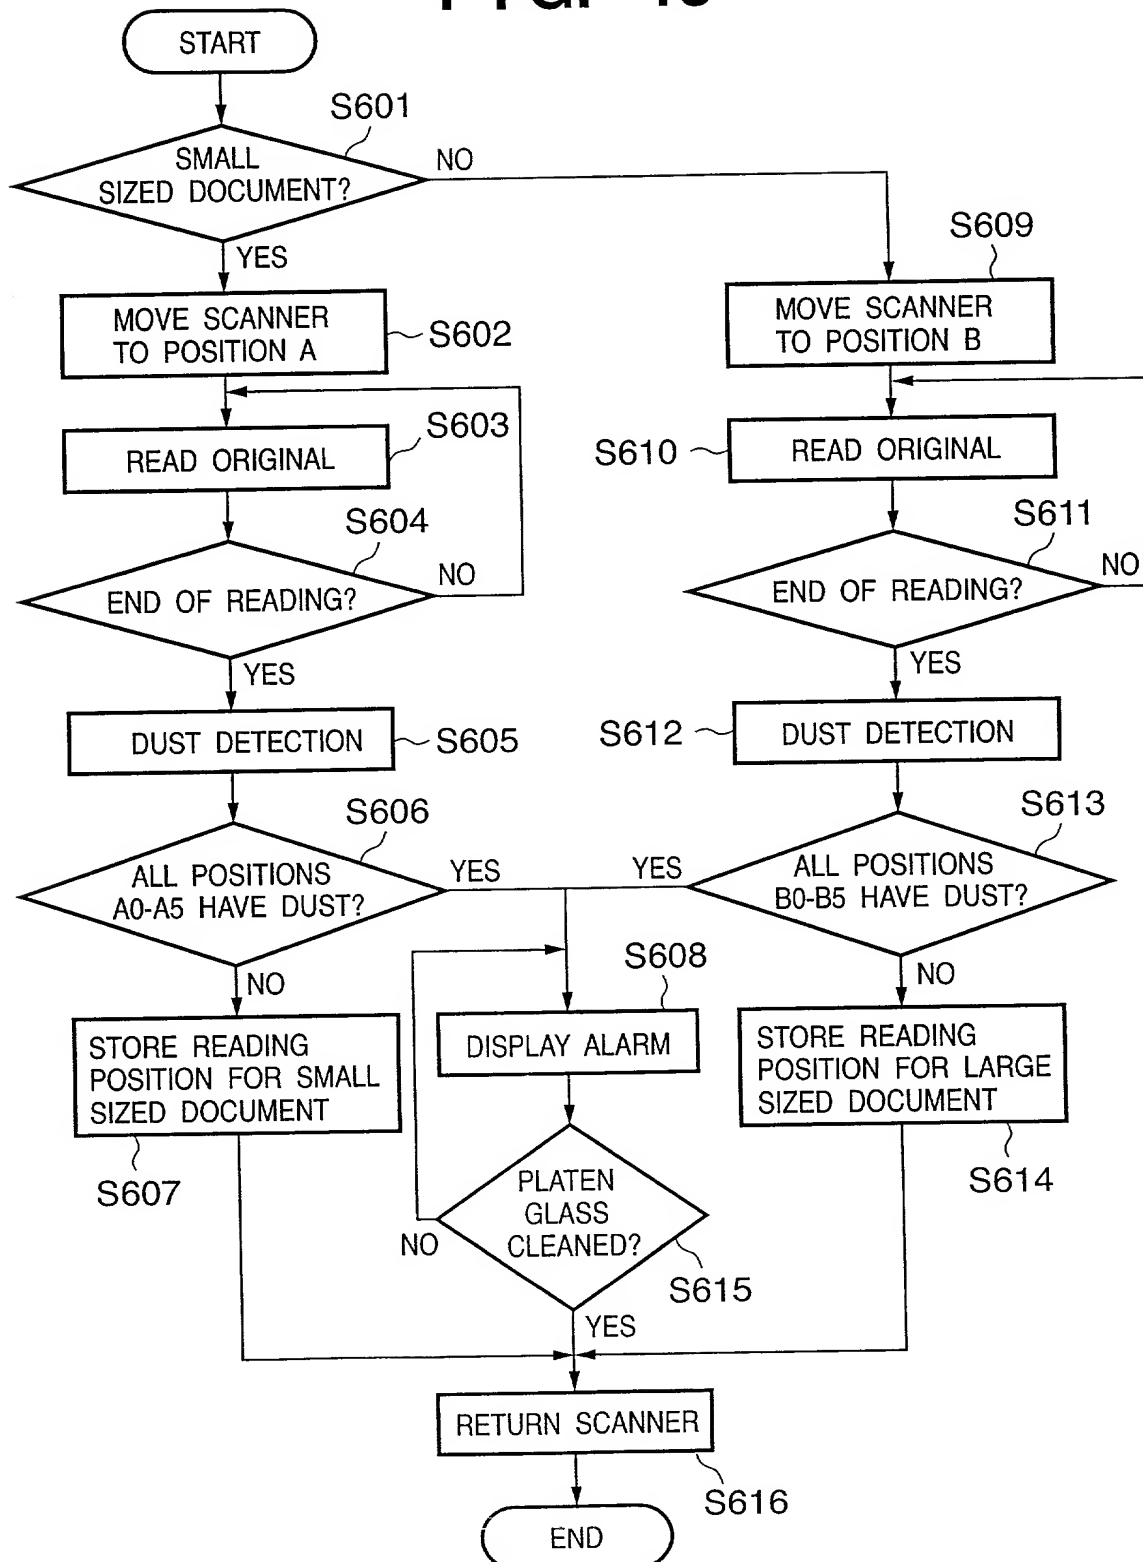 START
S601
SMALL
SIZED DOCUMENT?
NO
YES
S609
MOVE SCANNER
TO POSITION A
S602
MOVE SCANNER
TO POSITION B
S603
READ ORIGINAL
S610
READ ORIGINAL
S604
END OF READING?
NO
S611
END OF READING?
NO
YES
YES
DUST DETECTION
S605
S612
DUST DETECTION
S606
ALL POSITIONS
A0-A5 HAVE DUST?
YES
YES
S613
ALL POSITIONS
B0-B5 HAVE DUST?
NO
NO
S608
STORE READING
POSITION FOR SMALL
SIZED DOCUMENT
S607
DISPLAY ALARM
STORE READING
POSITION FOR LARGE
SIZED DOCUMENT
S614
PLATEN
GLASS
CLEANED?
NO
S615
YES
RETURN SCANNER
S616
END